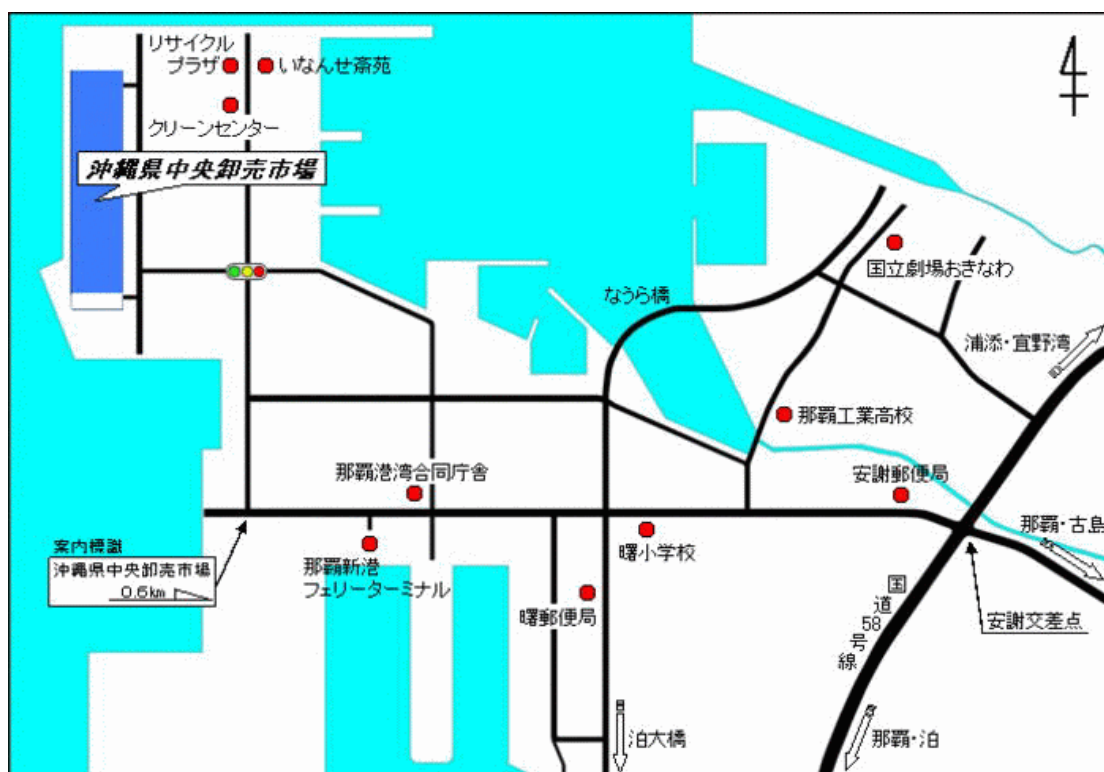 リサイクル
プラザ
いなんせ斎苑
クリーンセンター
沖縄県中央卸売市場
国立劇場おきなわ
なうら橋
浦添・宜野湾
那覇工業高校
那覇港湾合同庁舎
安謝郵便局
那覇・古島
案内標識
沖縄県中央卸売市場
0.6km
那覇新港
フェリーターミナル
曙小学校
曙郵便局
国道58号線
安謝交差点
泊大橋
那覇・泊